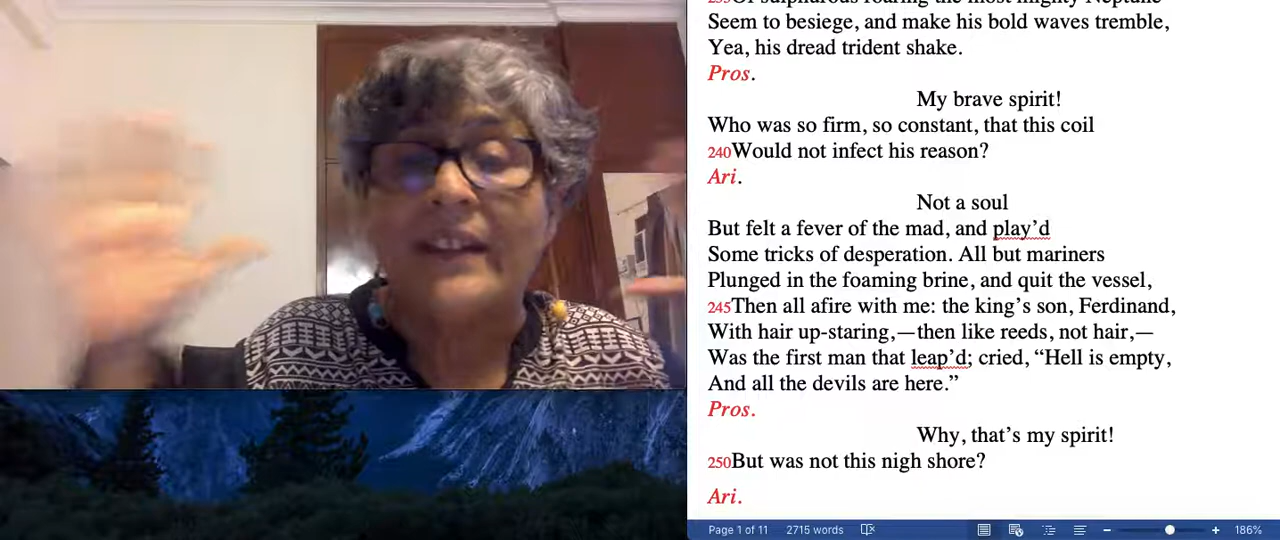 Seem to besiege, and make his bold waves tremble,
Yea, his dread trident shake.
Pros.
My brave spirit!
Who was so firm, so constant, that this coil
240Would not infect his reason?
Ari.
Not a soul
But felt a fever of the mad, and play’d
Some tricks of desperation. All but mariners
Plunged in the foaming brine, and quit the vessel,
245Then all afire with me: the king’s son, Ferdinand,
With hair up-staring,—then like reeds, not hair,—
Was the first man that leap’d; cried, “Hell is empty,
And all the devils are here.”
Pros.
Why, that’s my spirit!
250But was not this nigh shore?
Ari.
Page 1 of 11 2715 words 186%